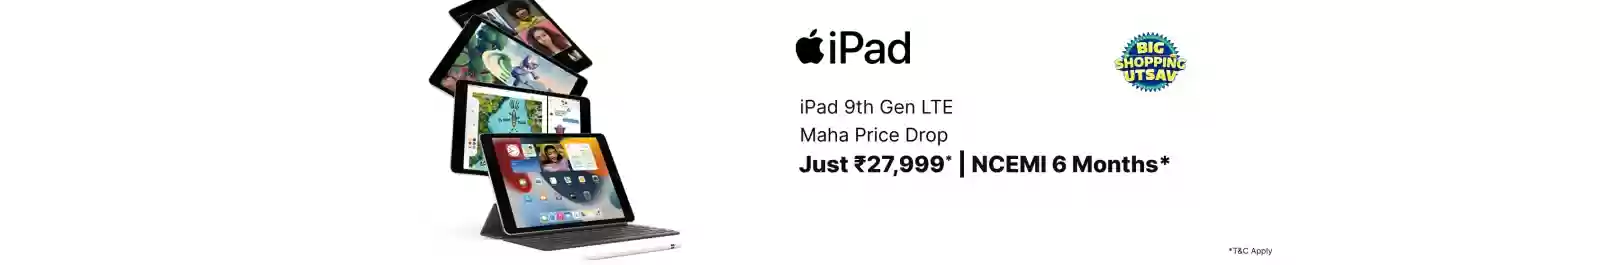 iPad
BIG
SHOPPING
UTSAV
iPad 9th Gen LTE
Maha Price Drop
Just ₹27,999* | NCEMI 6 Months*
*T&C Apply